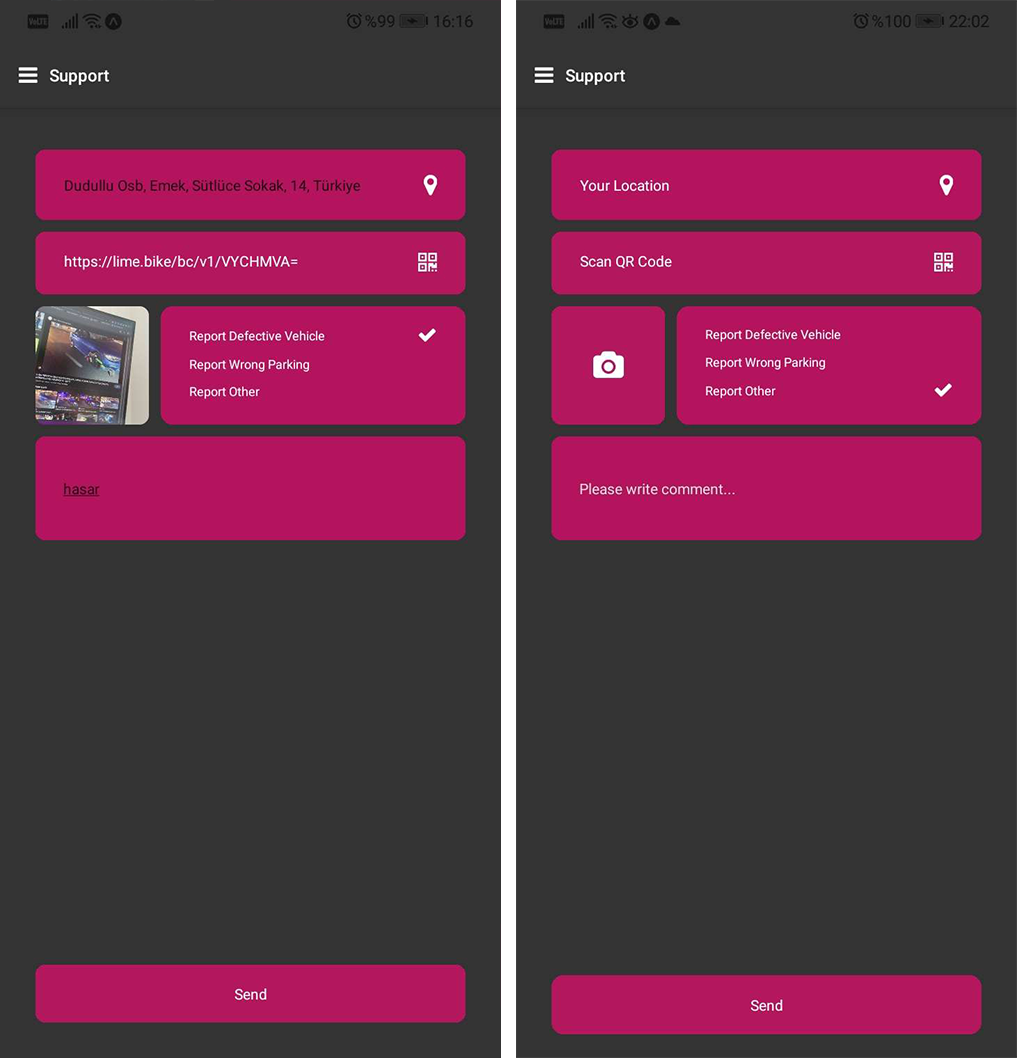 VoLTE %99 16:16
Support
Dudullu Osb, Emek, Sütlüce Sokak, 14, Türkiye
https://lime.bike/bc/v1/VYCHMVA=
Report Defective Vehicle
Report Wrong Parking
Report Other
hasar
Send
VoLTE %100 22:02
Support
Your Location
Scan QR Code
Report Defective Vehicle
Report Wrong Parking
Report Other
Please write comment...
Send